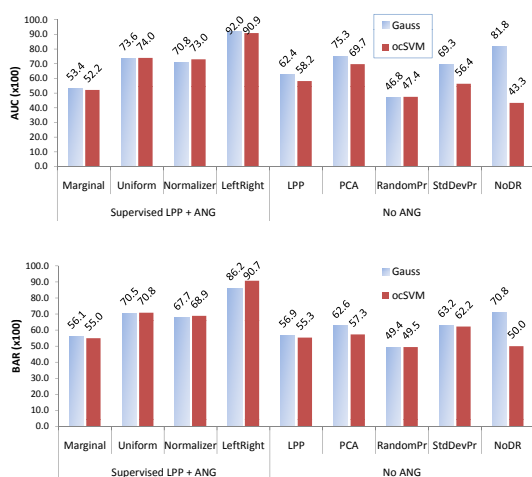 AUC (x100)
100.0
90.0
80.0
70.0
60.0
50.0
40.0
30.0
20.0
10.0
0.0
53.4 52.2 73.6 74.0 70.8 73.0 92.0 90.9 62.4 58.2 75.3 69.7 46.8 47.4 69.3 56.4 81.8 43.3
Gauss
ocSVM
Marginal Uniform Normalizer LeftRight LPP PCA RandomPr StdDevPr NoDR
Supervised LPP + ANG No ANG
BAR (x100)
100.0
90.0
80.0
70.0
60.0
50.0
40.0
30.0
20.0
10.0
0.0
56.1 55.0 70.5 70.8 67.7 68.9 86.2 90.7 56.9 55.3 62.6 57.3 49.4 49.5 63.2 62.2 70.8 50.0
Gauss
ocSVM
Marginal Uniform Normalizer LeftRight LPP PCA RandomPr StdDevPr NoDR
Supervised LPP + ANG No ANG